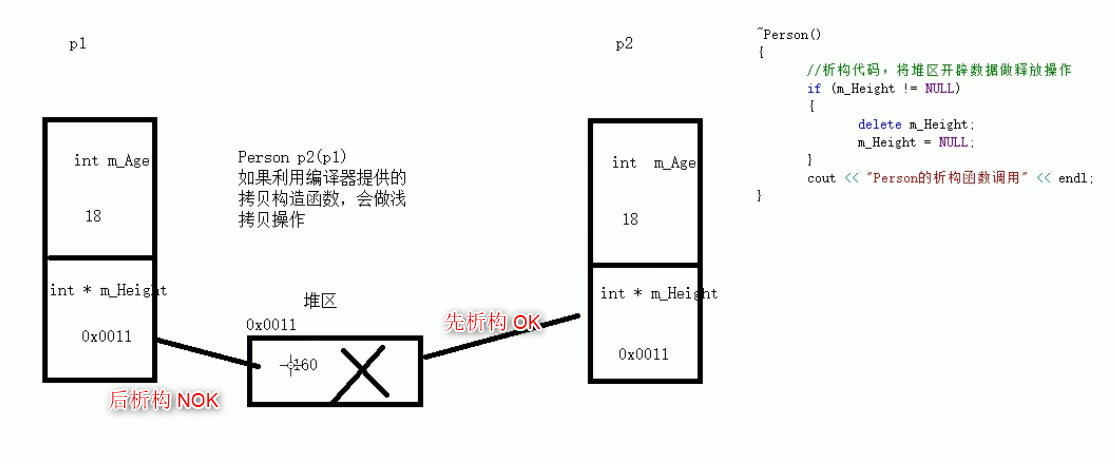 p1
int m_Age
18
int * m_Height
0x0011
后析构 NOK
Person p2(p1)
如果利用编译器提供的
拷贝构造函数，会做浅
拷贝操作
堆区
0x0011
160
先析构 OK
p2
int m_Age
18
int * m_Height
0x0011
~Person()
{
//析构代码，将堆区开辟数据做释放操作
if (m_Height != NULL)
{
delete m_Height;
m_Height = NULL;
}
cout << "Person的析构函数调用" << endl;
}